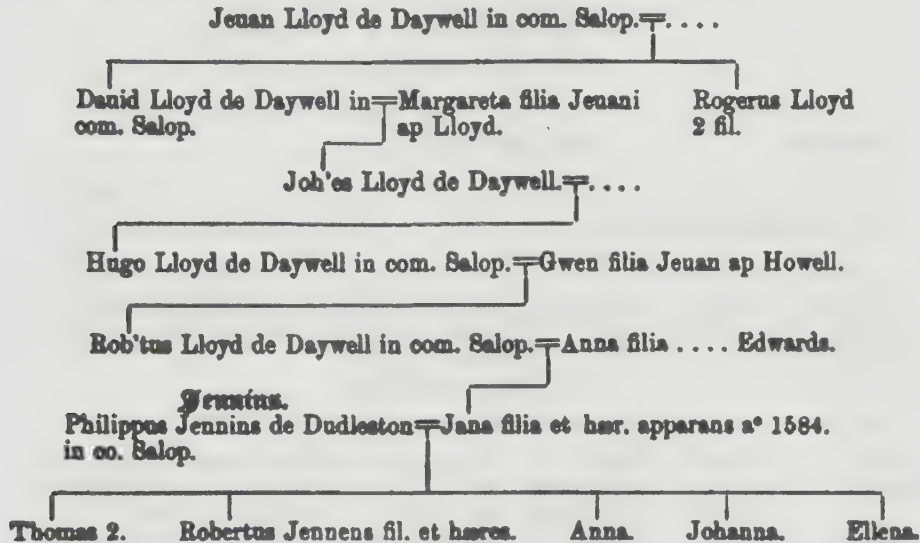 Jeuan Lloyd de Daywell in com. Salop.=....
Dauid Lloyd de Daywell in=Margareta filia Jeuani Rogerus Lloyd
com. Salop. ap Lloyd. 2 fil.
Joh'es Lloyd de Daywell.=....
Hugo Lloyd de Daywell in com. Salop.=Gwen filia Jeuan ap Howell.
Rob'tus Lloyd de Daywell in com. Salop.=Anna filia .... Edwards.
Jennins.
Philippus Jennins de Dudleston=Jana filia et hær. apparans aº 1584.
in co. Salop.
Thomas 2. Robertus Jennens fil. et hæres. Anna. Johanna. Ellena.